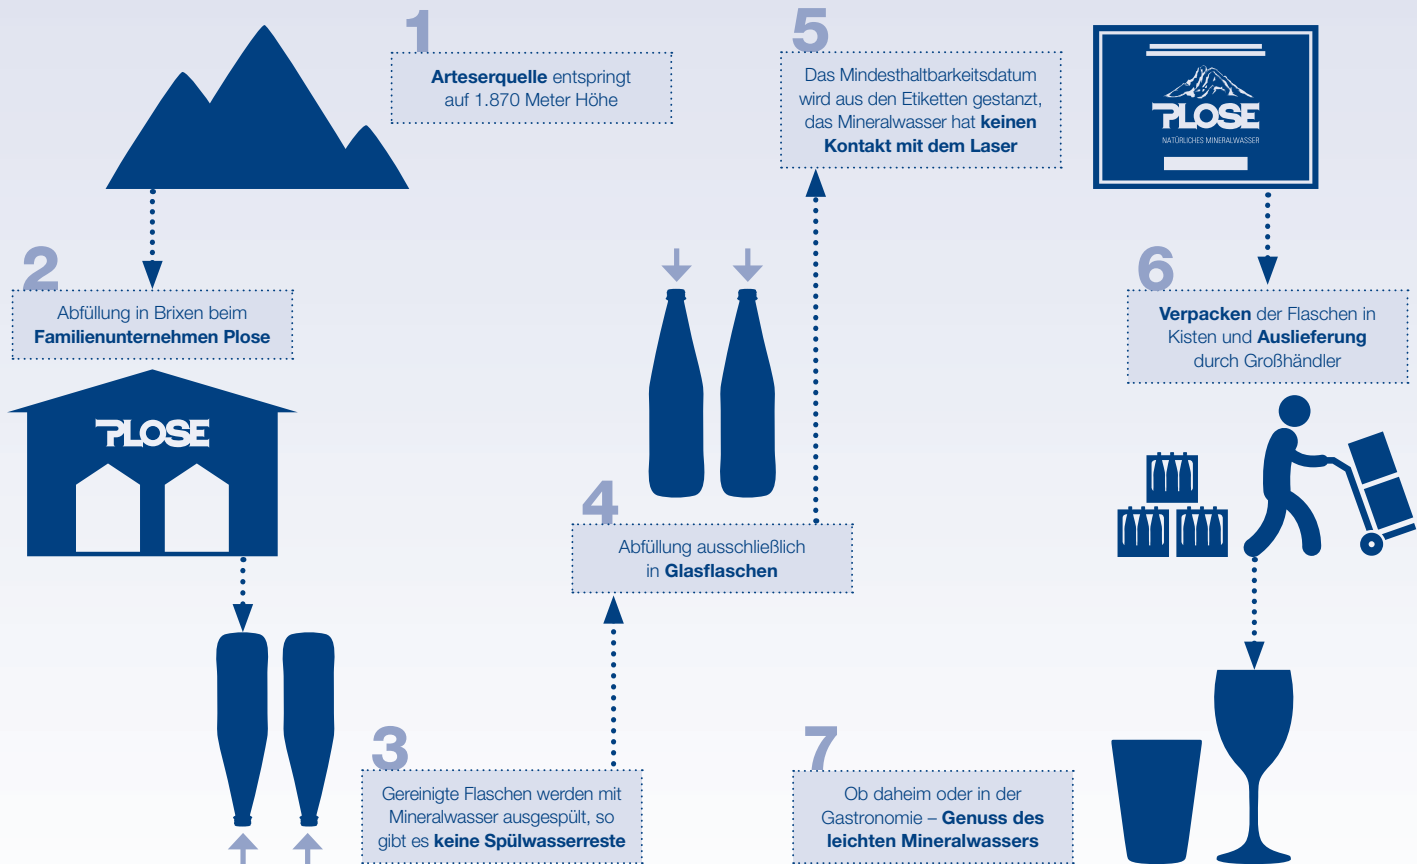 1
Arteserquelle entspringt
auf 1.870 Meter Höhe
2
Abfüllung in Brixen beim
Familienunternehmen Plose
PLOSE
3
Gereinigte Flaschen werden mit
Mineralwasser ausgespült, so
gibt es keine Spülwasserreste
4
Abfüllung ausschließlich
in Glasflaschen
5
Das Mindesthaltbarkeitsdatum
wird aus den Etiketten gestanzt,
das Mineralwasser hat keinen
Kontakt mit dem Laser
PLOSE
NATÜRLICHES MINERALWASSER
6
Verpacken der Flaschen in
Kisten und Auslieferung
durch Großhändler
7
Ob daheim oder in der
Gastronomie – Genuss des
leichten Mineralwassers